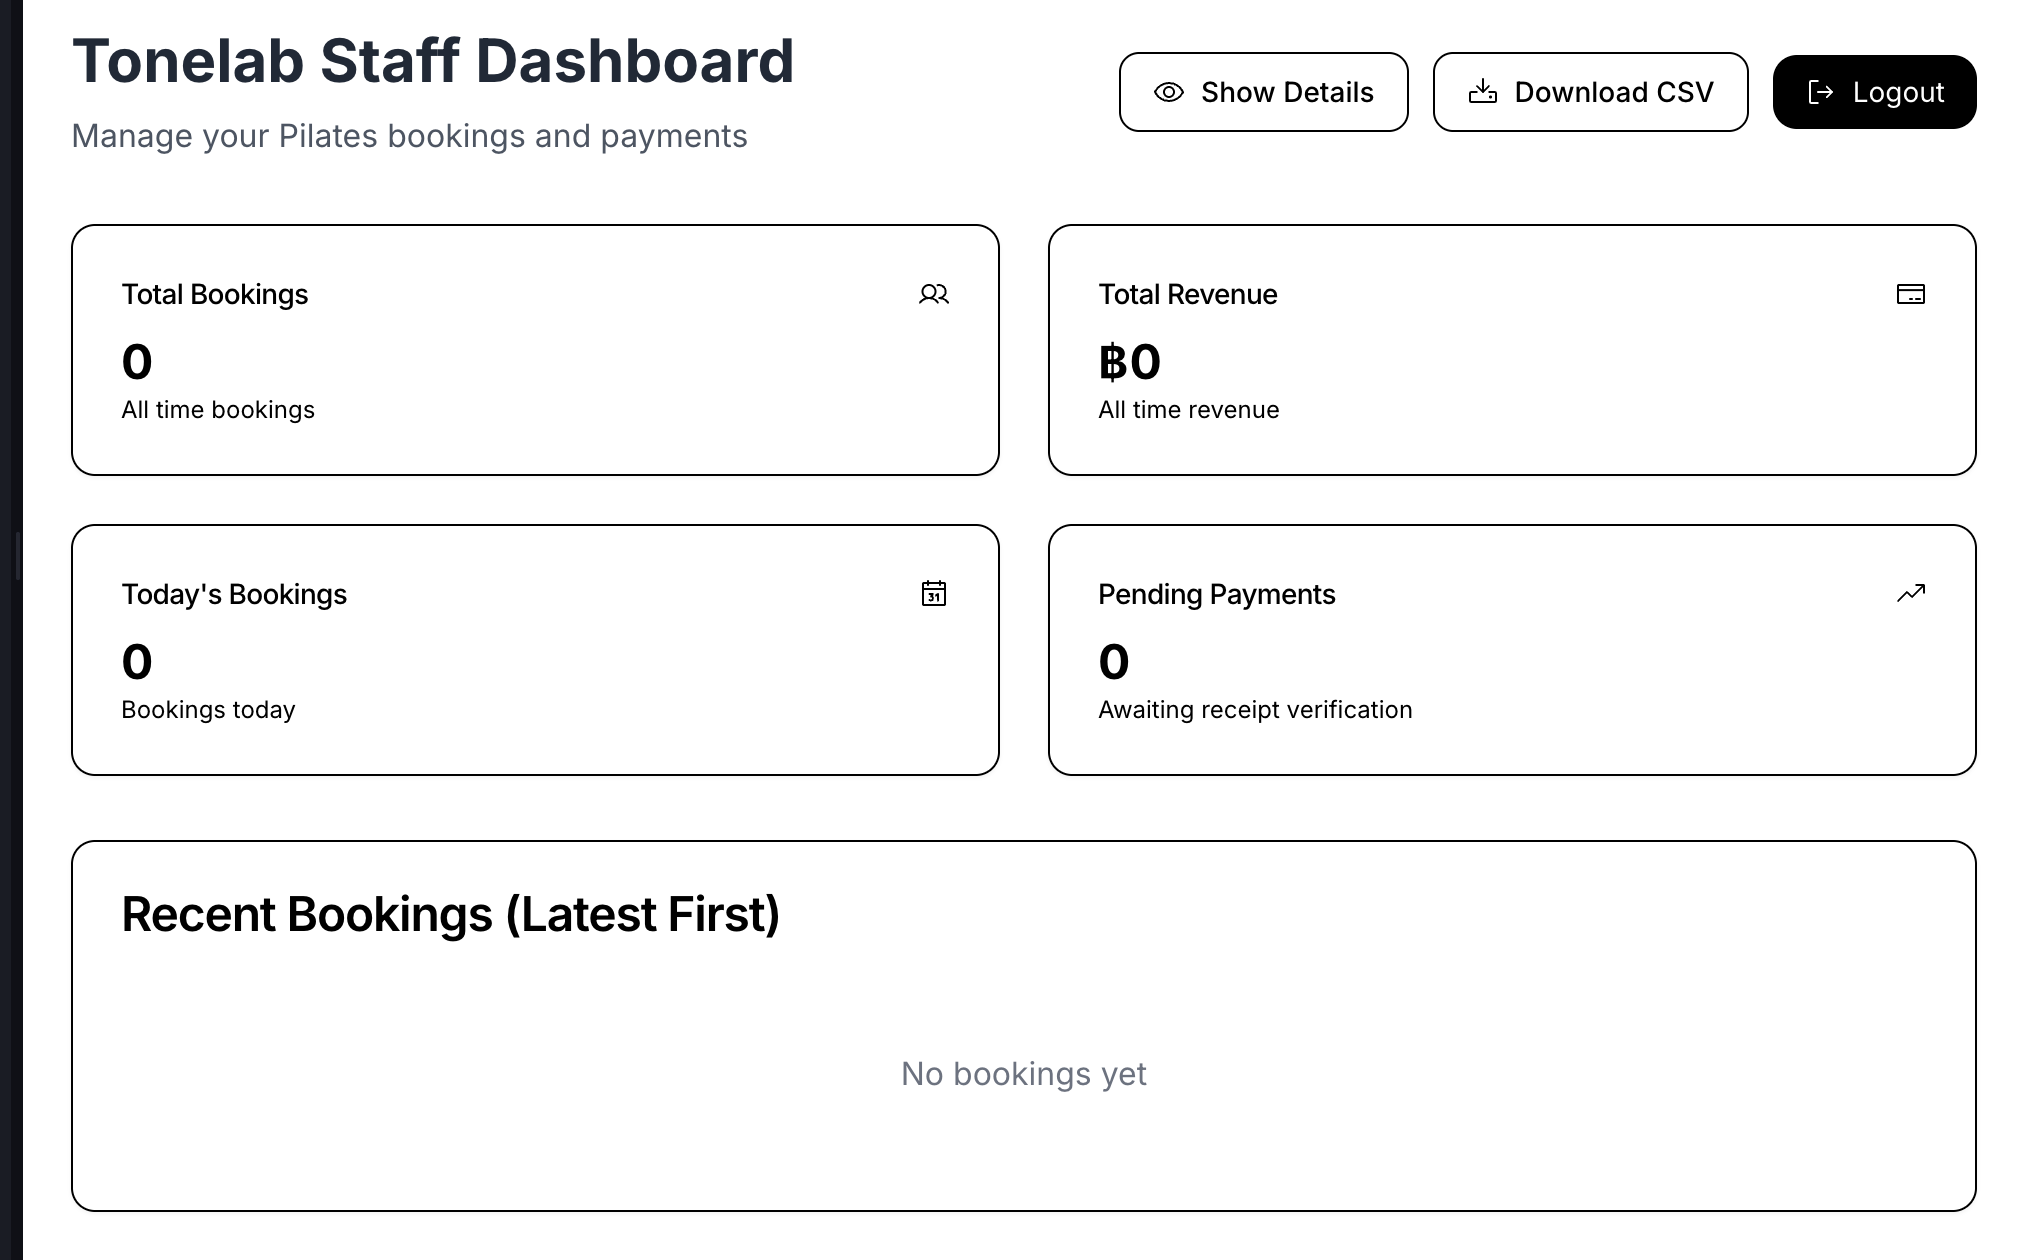 Tonelab Staff Dashboard
Manage your Pilates bookings and payments
Show Details
Download CSV
Logout
Total Bookings
0
All time bookings
Total Revenue
฿0
All time revenue
Today's Bookings
31
0
Bookings today
Pending Payments
0
Awaiting receipt verification
Recent Bookings (Latest First)
No bookings yet